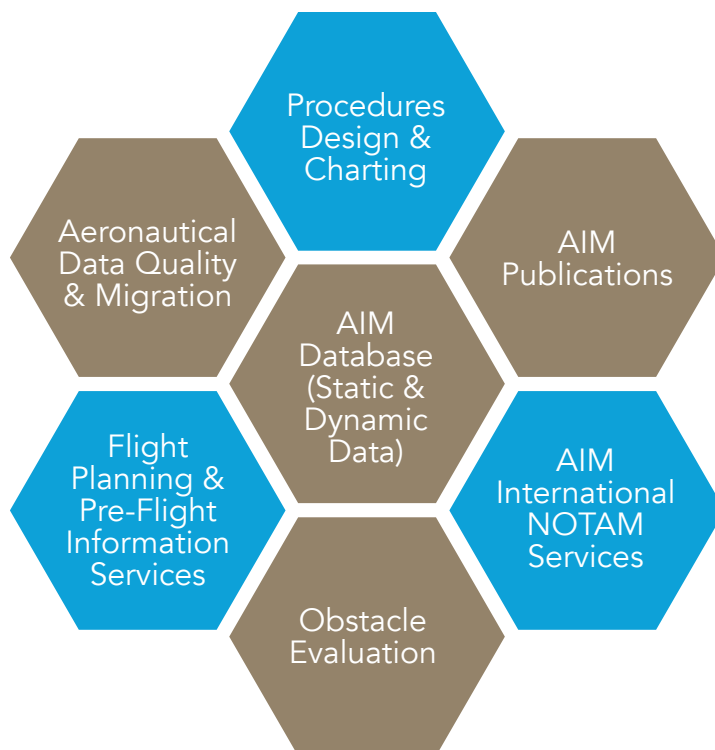 Procedures
Design &
Charting
Aeronautical
Data Quality
& Migration
AIM
Publications
AIM
Database
(Static &
Dynamic
Data)
Flight
Planning &
Pre-Flight
Information
Services
AIM
International
NOTAM
Services
Obstacle
Evaluation